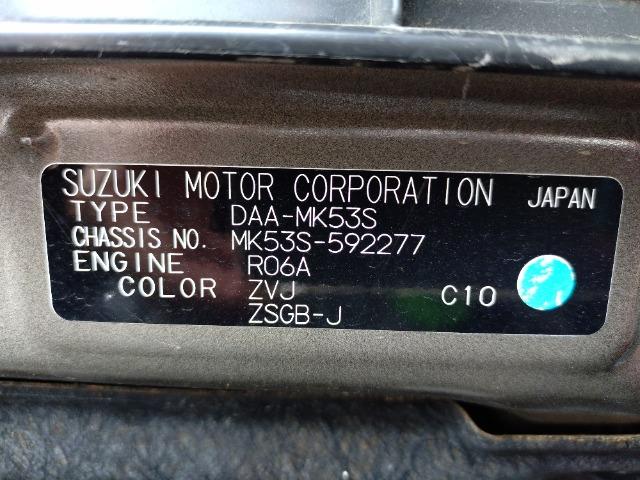 SUZUKI MOTOR CORPORATION JAPAN
TYPE DAA-MK53S
CHASSIS NO. MK53S-592277
ENGINE R06A
COLOR ZVJ C10
ZSGB-J